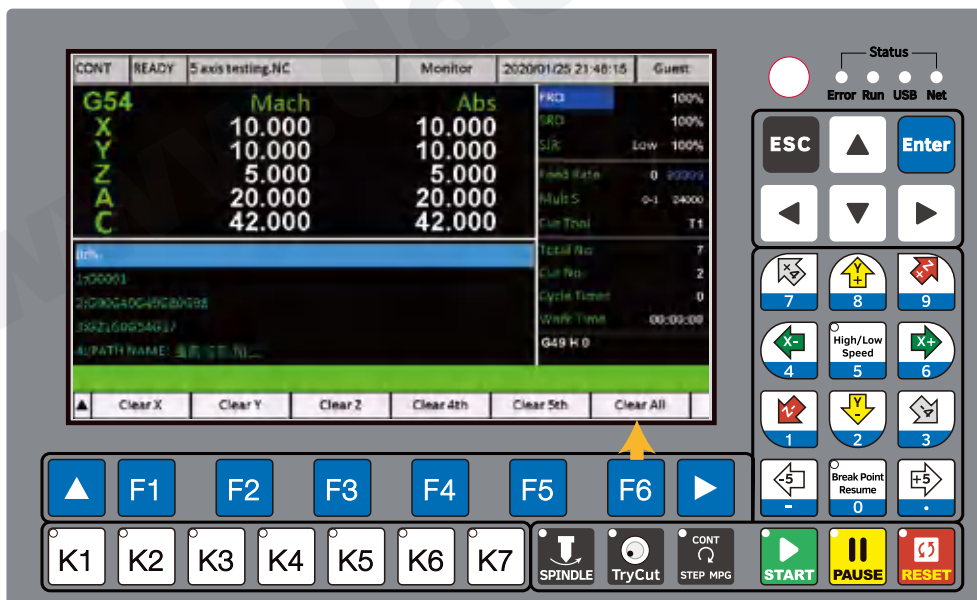 Status
Error Run USB Net
CONT READY 5 axis testing.NC Monitor 2020/01/25 21:48:15 Guest
G54 Mach Abs
X 10.000 10.000
Y 10.000 10.000
Z 5.000 5.000
A 20.000 20.000
C 42.000 42.000
FRO 100%
SRO 100%
SJR Low 100%
Feed Rate 0
Mult S 0-1 24000
Cur Tool T1
Total No 7
Cur No 2
Cycle Times 0
Work Time 00:00:00
G49 H 0
Clear X Clear Y Clear Z Clear 4th Clear 5th Clear All
F1 F2 F3 F4 F5 F6
K1 K2 K3 K4 K5 K6 K7
SPINDLE TryCut CONT STEP MPG
ESC Enter
4- Y+ Z+
7 8 9
X- High/Low Speed X+
4 5 6
Z- Y- 4
1 2 3
-5 Break Point Resume +5
- 0 .
START PAUSE RESET